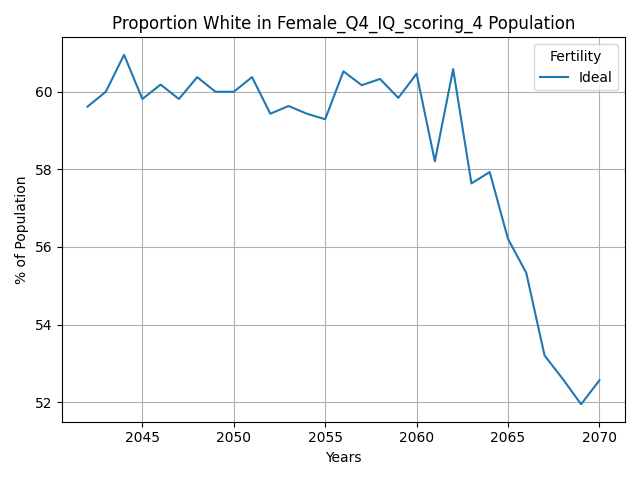 Proportion White in Female_Q4_IQ_scoring_4 Population
Fertility
Ideal
% of Population
60
58
56
54
52
2045 2050 2055 2060 2065 2070
Years